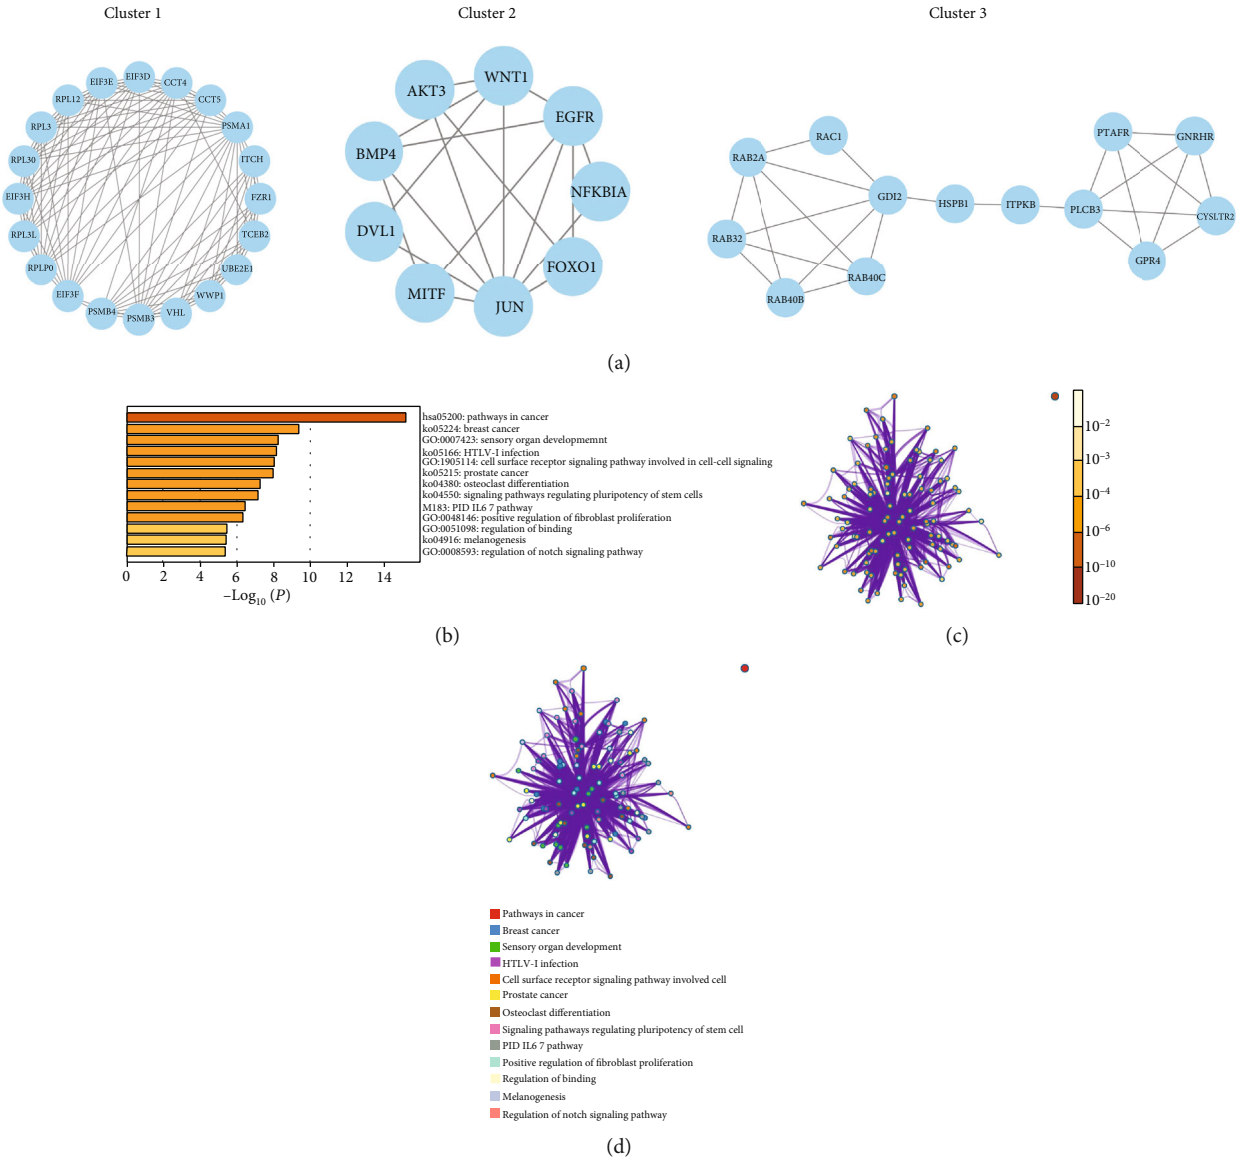 Cluster 1
Cluster 2
Cluster 3
EIF3D
EIF3E
CCT4
RPL12
CCT5
RPL3
PSMA1
RPL30
ITCH
EIF3H
FZR1
RPL3L
TCEB2
RPLP0
UBE2E1
EIF3F
WWP1
PSMB4
PSMB3
VHL
WNT1
AKT3
EGFR
BMP4
NFKBIA
DVL1
FOXO1
MITF
JUN
RAC1
RAB2A
GDI2
HSPB1
ITPKB
RAB32
RAB40C
RAB40B
PTAFR
GNRHR
PLCB3
CYSLTR2
GPR4
(a)
hsa05200: pathways in cancer
ko05224: breast cancer
GO:0007423: sensory organ developmemnt
ko05166: HTLV-I infection
GO:1905114: cell surface receptor signaling pathway involved in cell-cell signaling
ko05215: prostate cancer
ko04380: osteoclast differentiation
ko04550: signaling pathways regulating pluripotency of stem cells
M183: PID IL6 7 pathway
GO:0048146: positive regulation of fibroblast proliferation
GO:0051098: regulation of binding
ko04916: melanogenesis
GO:0008593: regulation of notch signaling pathway
0 2 4 6 8 10 12 14
–Log10 (P)
(b)
10–2
10–3
10–4
10–6
10–10
10–20
(c)
Pathways in cancer
Breast cancer
Sensory organ development
HTLV-I infection
Cell surface receptor signaling pathway involved cell
Prostate cancer
Osteoclast differentiation
Signaling pathaways regulating pluripotency of stem cell
PID IL6 7 pathway
Positive regulation of fibroblast proliferation
Regulation of binding
Melanogenesis
Regulation of notch signaling pathway
(d)